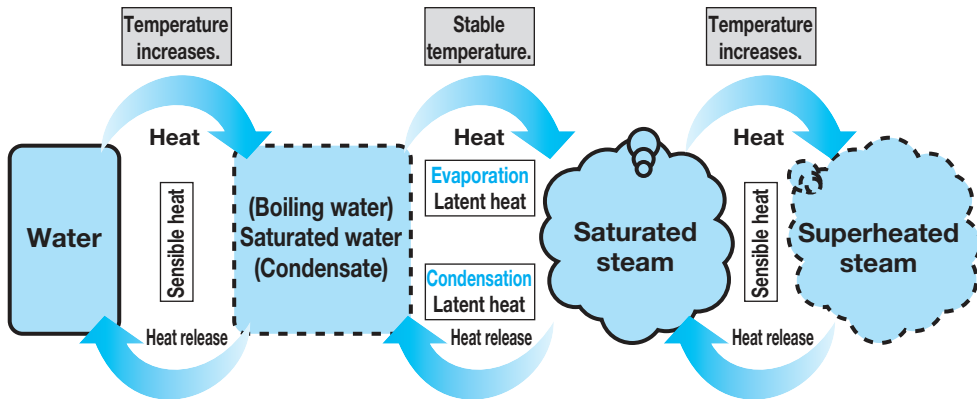 Temperature
increases.
Stable
temperature.
Temperature
increases.
Heat
Heat
Heat
Water
Sensible heat
(Boiling water)
Saturated water
(Condensate)
Evaporation
Latent heat
Condensation
Latent heat
Saturated
steam
Sensible heat
Superheated
steam
Heat release
Heat release
Heat release